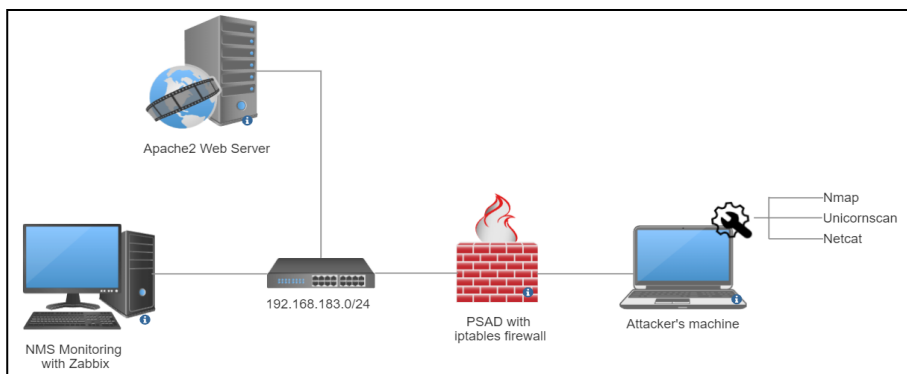 Apache2 Web Server
Nmap
Unicornscan
Netcat
192.168.183.0/24
PSAD with
iptables firewall
Attacker's machine
NMS Monitoring
with Zabbix